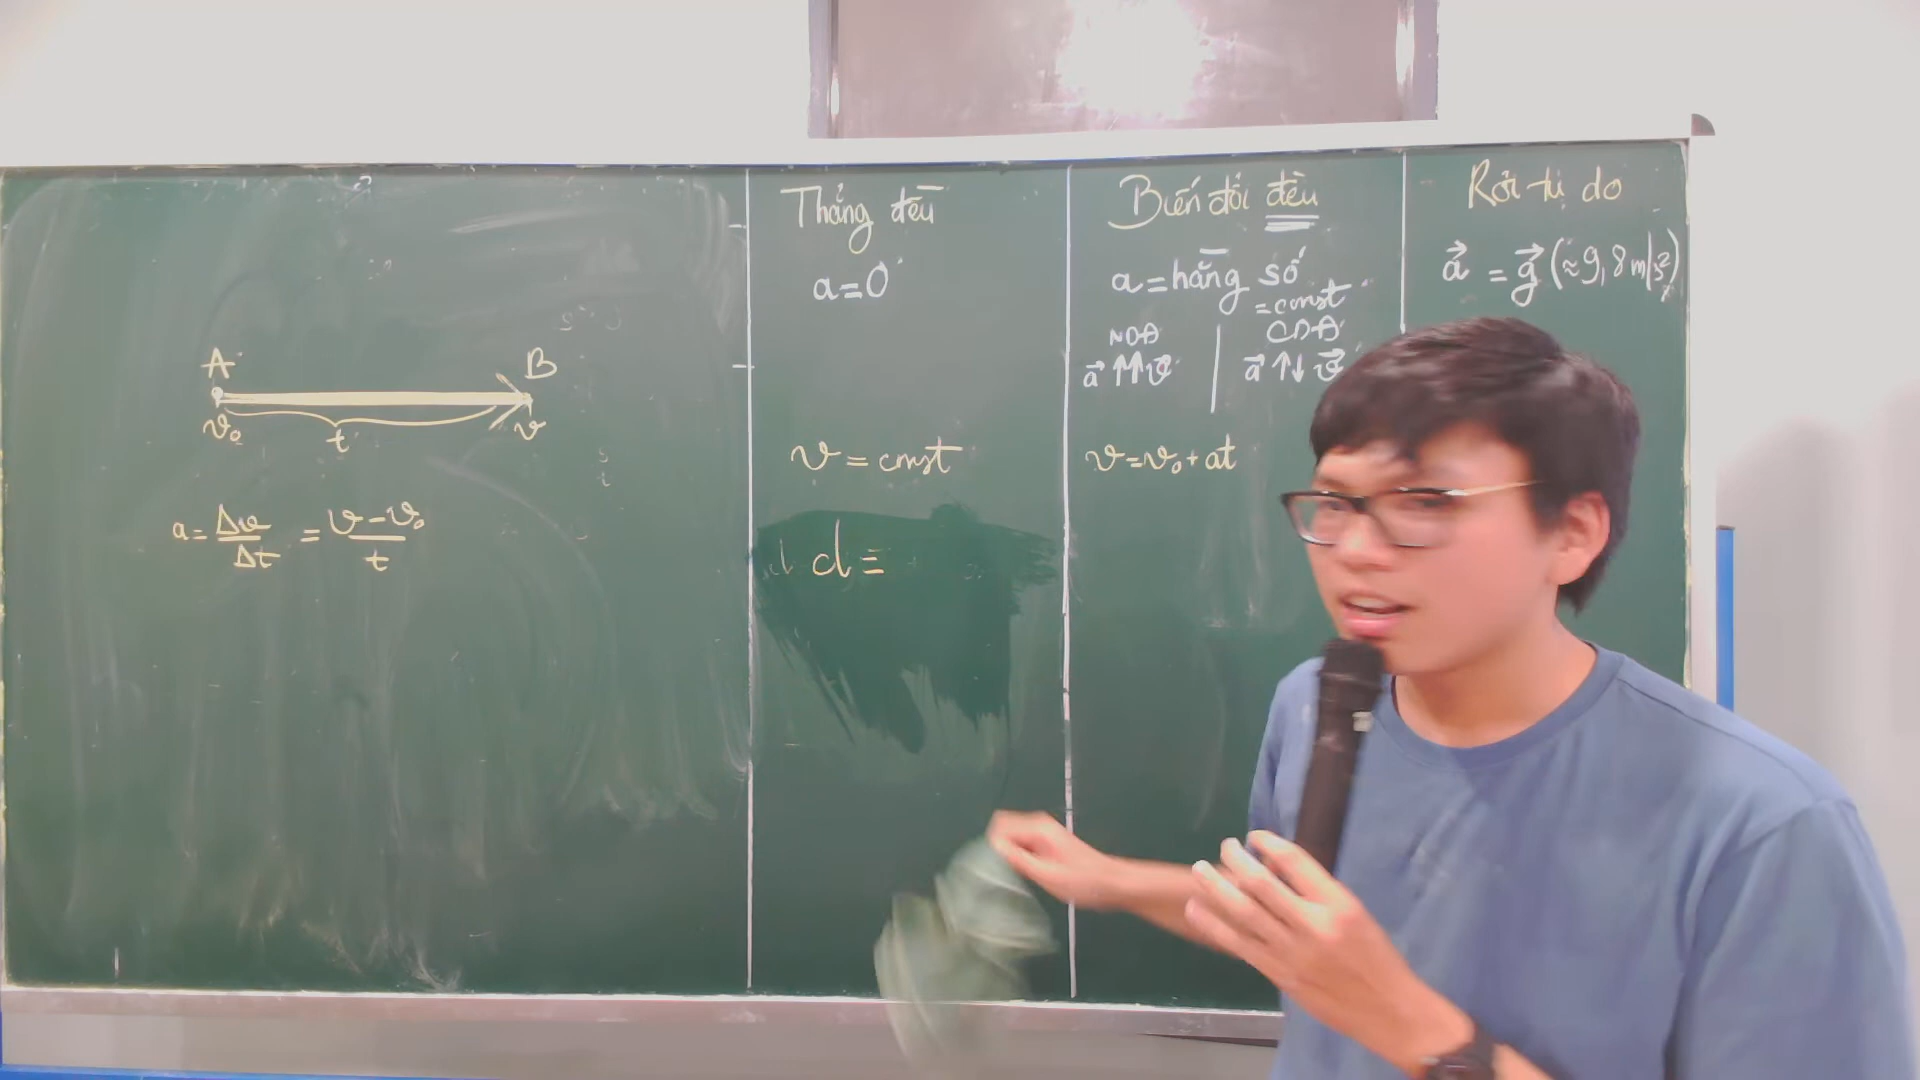 A B
v₀ t v
a = Δv/Δt = v - v₀/t
Thẳng đều
a = 0
v = const
d =
Biến đổi đều
a = hằng số
= const
NDĐ CDĐ
a⃗ ↑↑ v⃗ a⃗ ↑↓ v⃗
v = v₀ + at
Rơi tự do
a⃗ = g⃗ (≈ 9,8 m/s²)